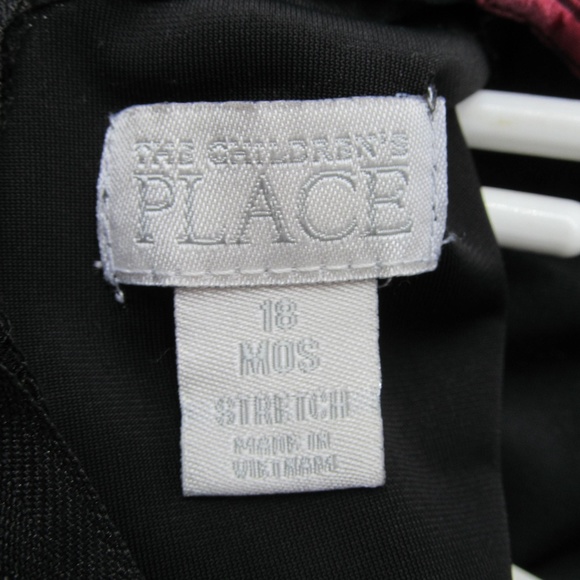 THE CHILDREN'S
PLACE
18
MOS
STRETCH
MADE IN
VIETNAM